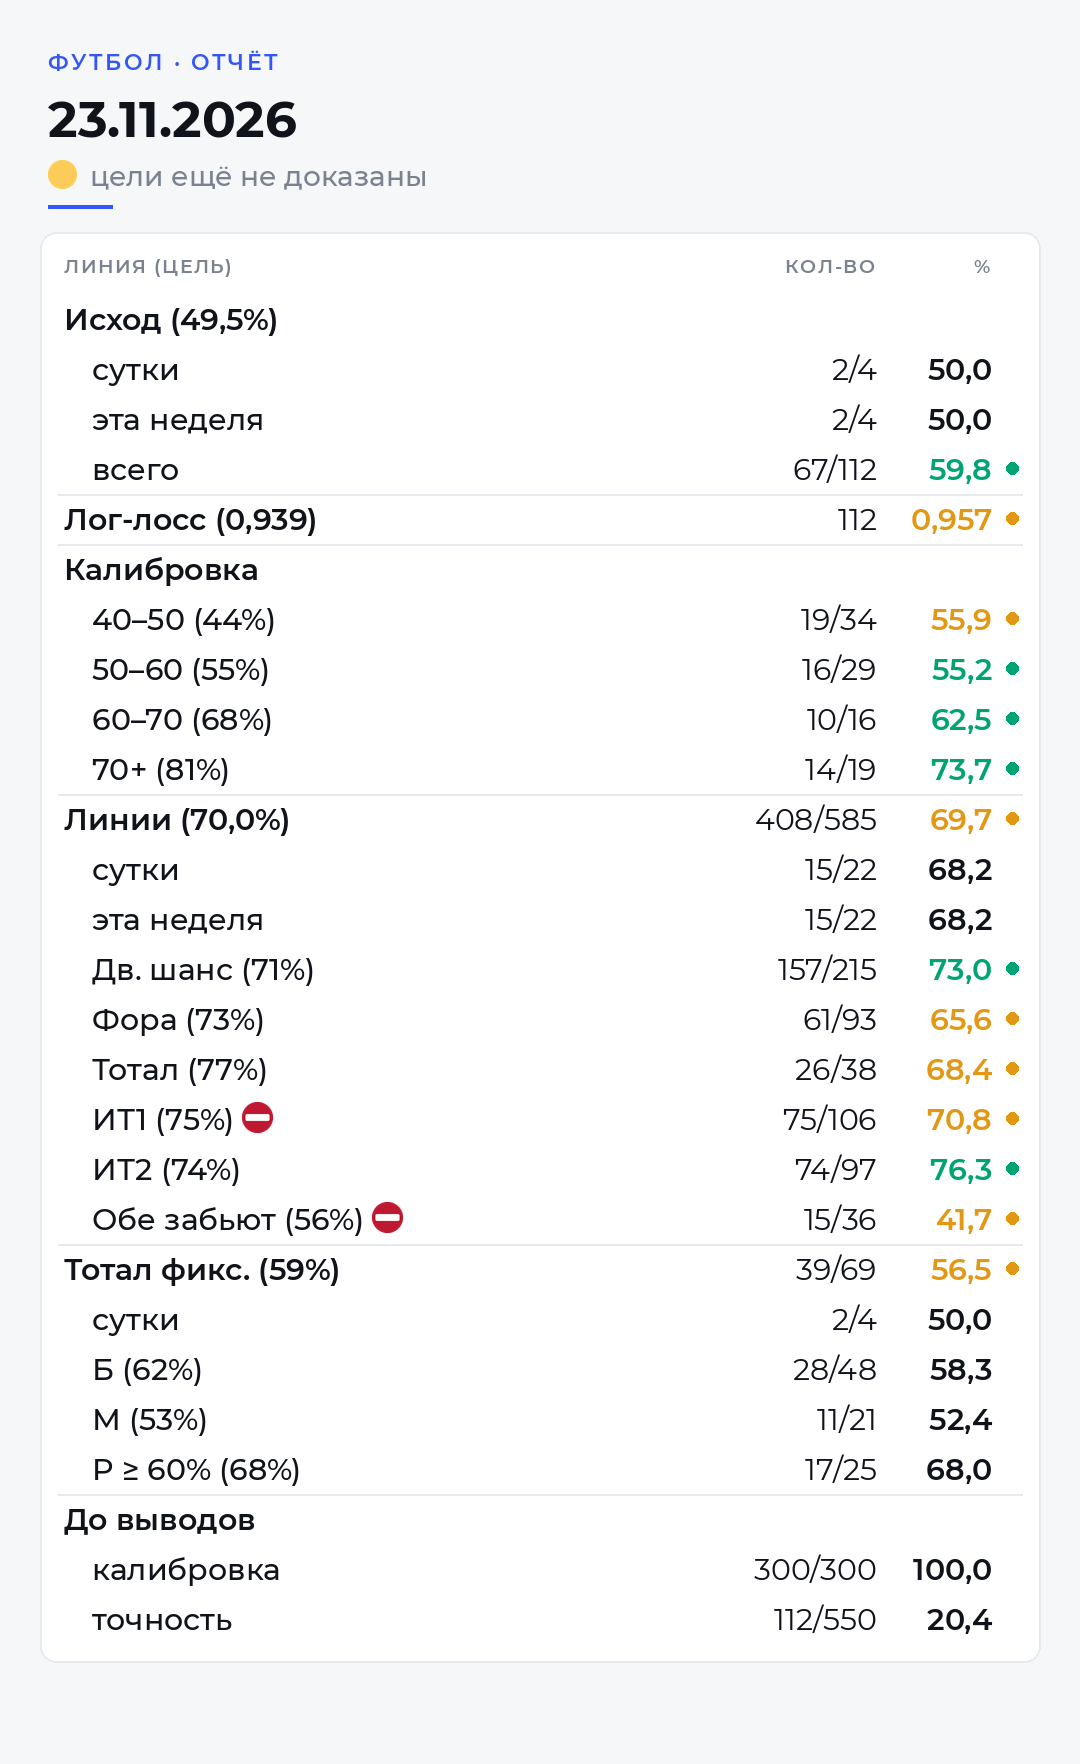 ФУТБОЛ · ОТЧЁТ
23.11.2026
цели ещё не доказаны
ЛИНИЯ (ЦЕЛЬ) КОЛ-ВО %
Исход (49,5%)
сутки 2/4 50,0
эта неделя 2/4 50,0
всего 67/112 59,8
Лог-лосс (0,939) 112 0,957
Калибровка
40–50 (44%) 19/34 55,9
50–60 (55%) 16/29 55,2
60–70 (68%) 10/16 62,5
70+ (81%) 14/19 73,7
Линии (70,0%) 408/585 69,7
сутки 15/22 68,2
эта неделя 15/22 68,2
Дв. шанс (71%) 157/215 73,0
Фора (73%) 61/93 65,6
Тотал (77%) 26/38 68,4
ИТ1 (75%) 75/106 70,8
ИТ2 (74%) 74/97 76,3
Обе забьют (56%) 15/36 41,7
Тотал фикс. (59%) 39/69 56,5
сутки 2/4 50,0
Б (62%) 28/48 58,3
М (53%) 11/21 52,4
P ≥ 60% (68%) 17/25 68,0
До выводов
калибровка 300/300 100,0
точность 112/550 20,4